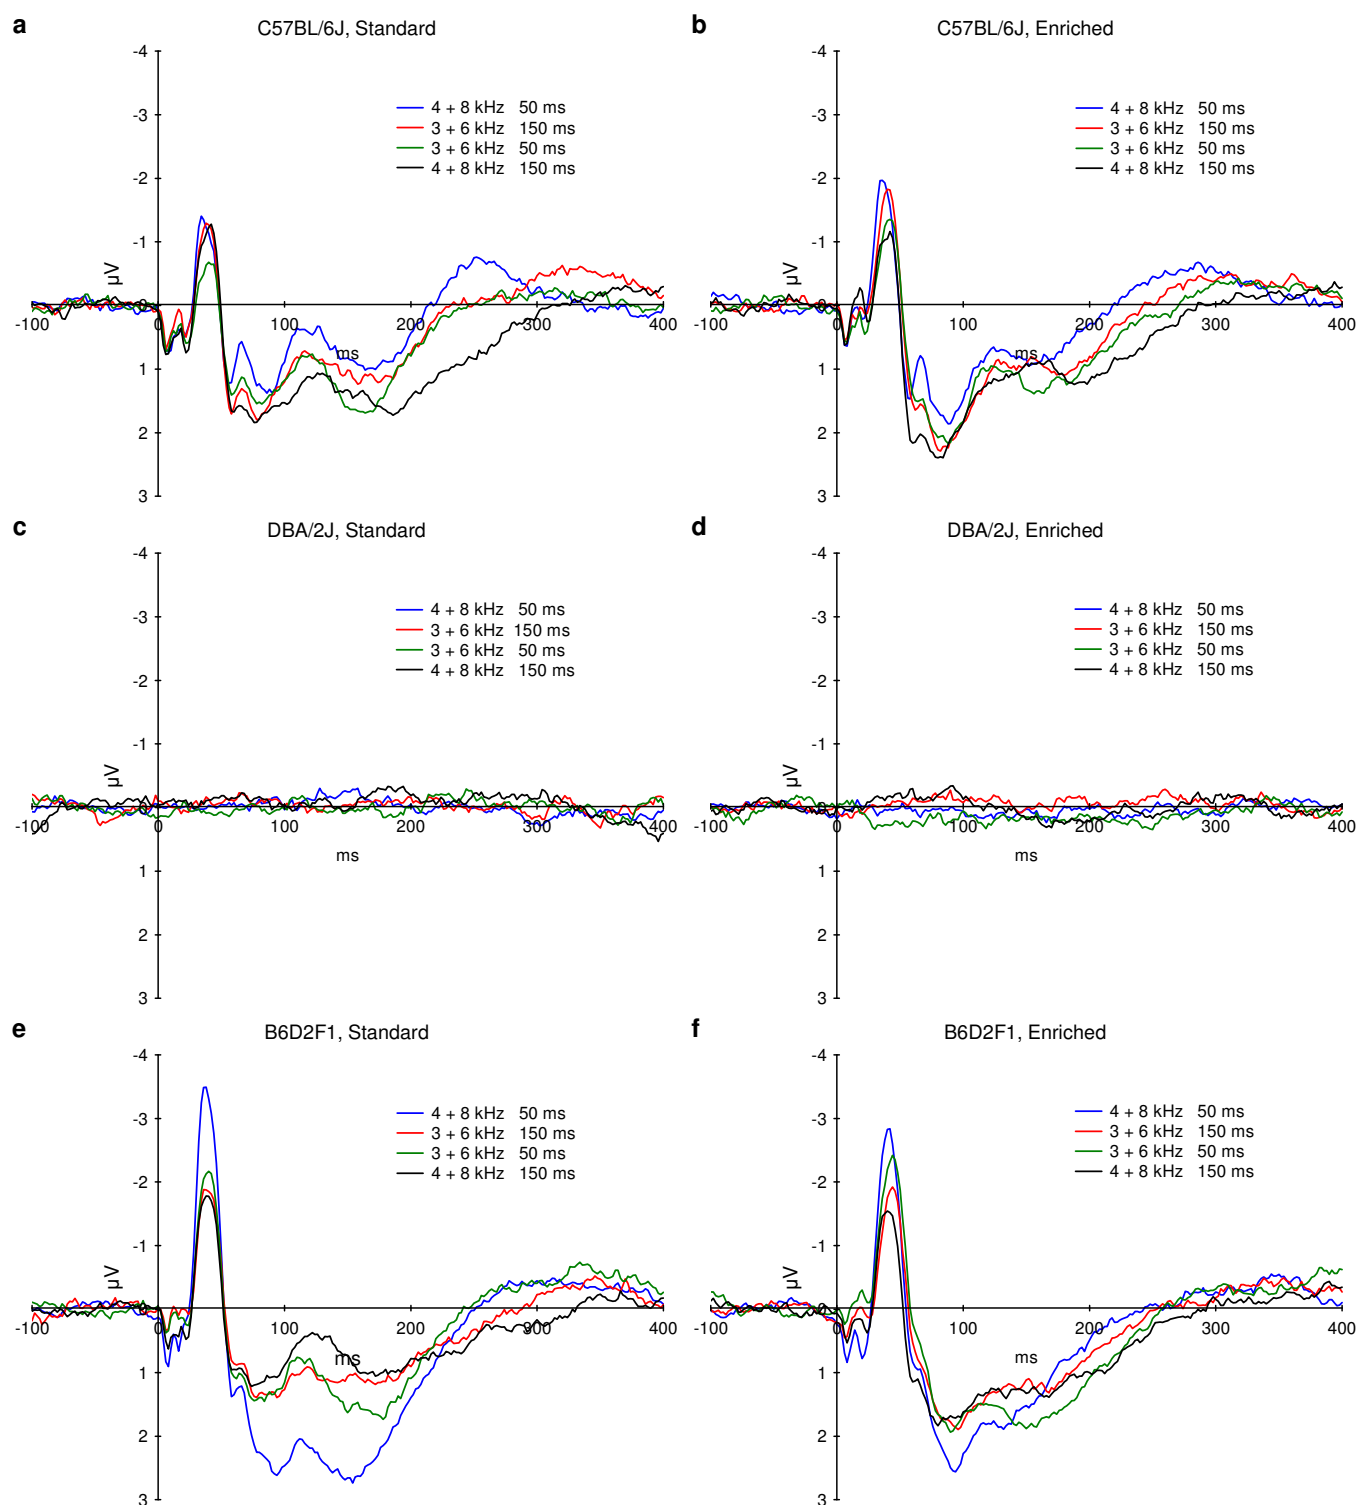 a
C57BL/6J, Standard
-4
-3
-2
-1
0
1
2
3
µV
-100
0
100
200
300
400
ms
4 + 8 kHz 50 ms
3 + 6 kHz 150 ms
3 + 6 kHz 50 ms
4 + 8 kHz 150 ms
b
C57BL/6J, Enriched
-4
-3
-2
-1
0
1
2
3
µV
-100
0
100
200
300
400
ms
4 + 8 kHz 50 ms
3 + 6 kHz 150 ms
3 + 6 kHz 50 ms
4 + 8 kHz 150 ms
c
DBA/2J, Standard
-4
-3
-2
-1
0
1
2
3
µV
-100
0
100
200
300
400
ms
4 + 8 kHz 50 ms
3 + 6 kHz 150 ms
3 + 6 kHz 50 ms
4 + 8 kHz 150 ms
d
DBA/2J, Enriched
-4
-3
-2
-1
0
1
2
3
µV
-100
0
100
200
300
400
ms
4 + 8 kHz 50 ms
3 + 6 kHz 150 ms
3 + 6 kHz 50 ms
4 + 8 kHz 150 ms
e
B6D2F1, Standard
-4
-3
-2
-1
0
1
2
3
µV
-100
0
100
200
300
400
ms
4 + 8 kHz 50 ms
3 + 6 kHz 150 ms
3 + 6 kHz 50 ms
4 + 8 kHz 150 ms
f
B6D2F1, Enriched
-4
-3
-2
-1
0
1
2
3
µV
-100
0
100
200
300
400
ms
4 + 8 kHz 50 ms
3 + 6 kHz 150 ms
3 + 6 kHz 50 ms
4 + 8 kHz 150 ms